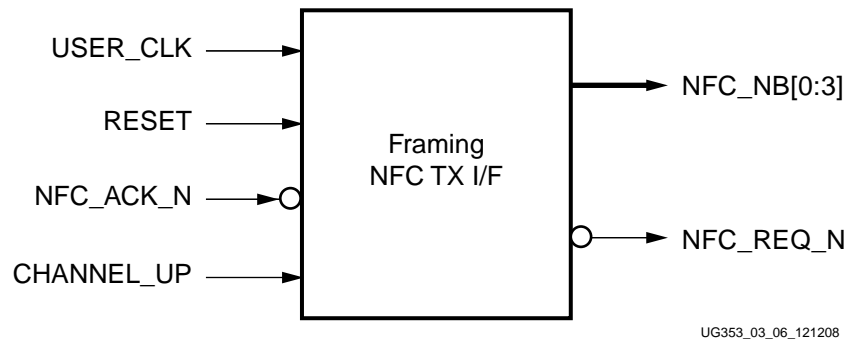 USER_CLK
RESET
NFC_ACK_N
CHANNEL_UP
Framing
NFC TX I/F
NFC_NB[0:3]
NFC_REQ_N
UG353_03_06_121208